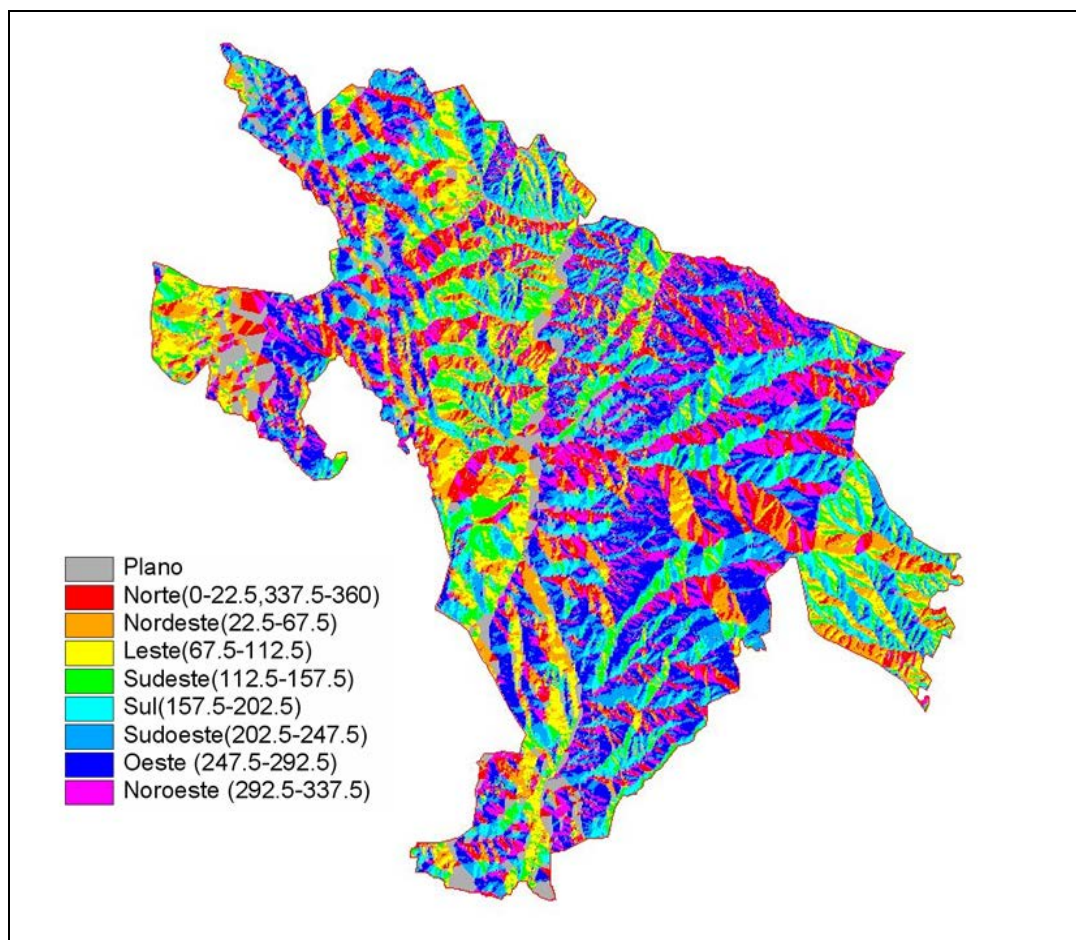 Plano
Norte(0-22.5,337.5-360)
Nordeste(22.5-67.5)
Leste(67.5-112.5)
Sudeste(112.5-157.5)
Sul(157.5-202.5)
Sudoeste(202.5-247.5)
Oeste (247.5-292.5)
Noroeste (292.5-337.5)